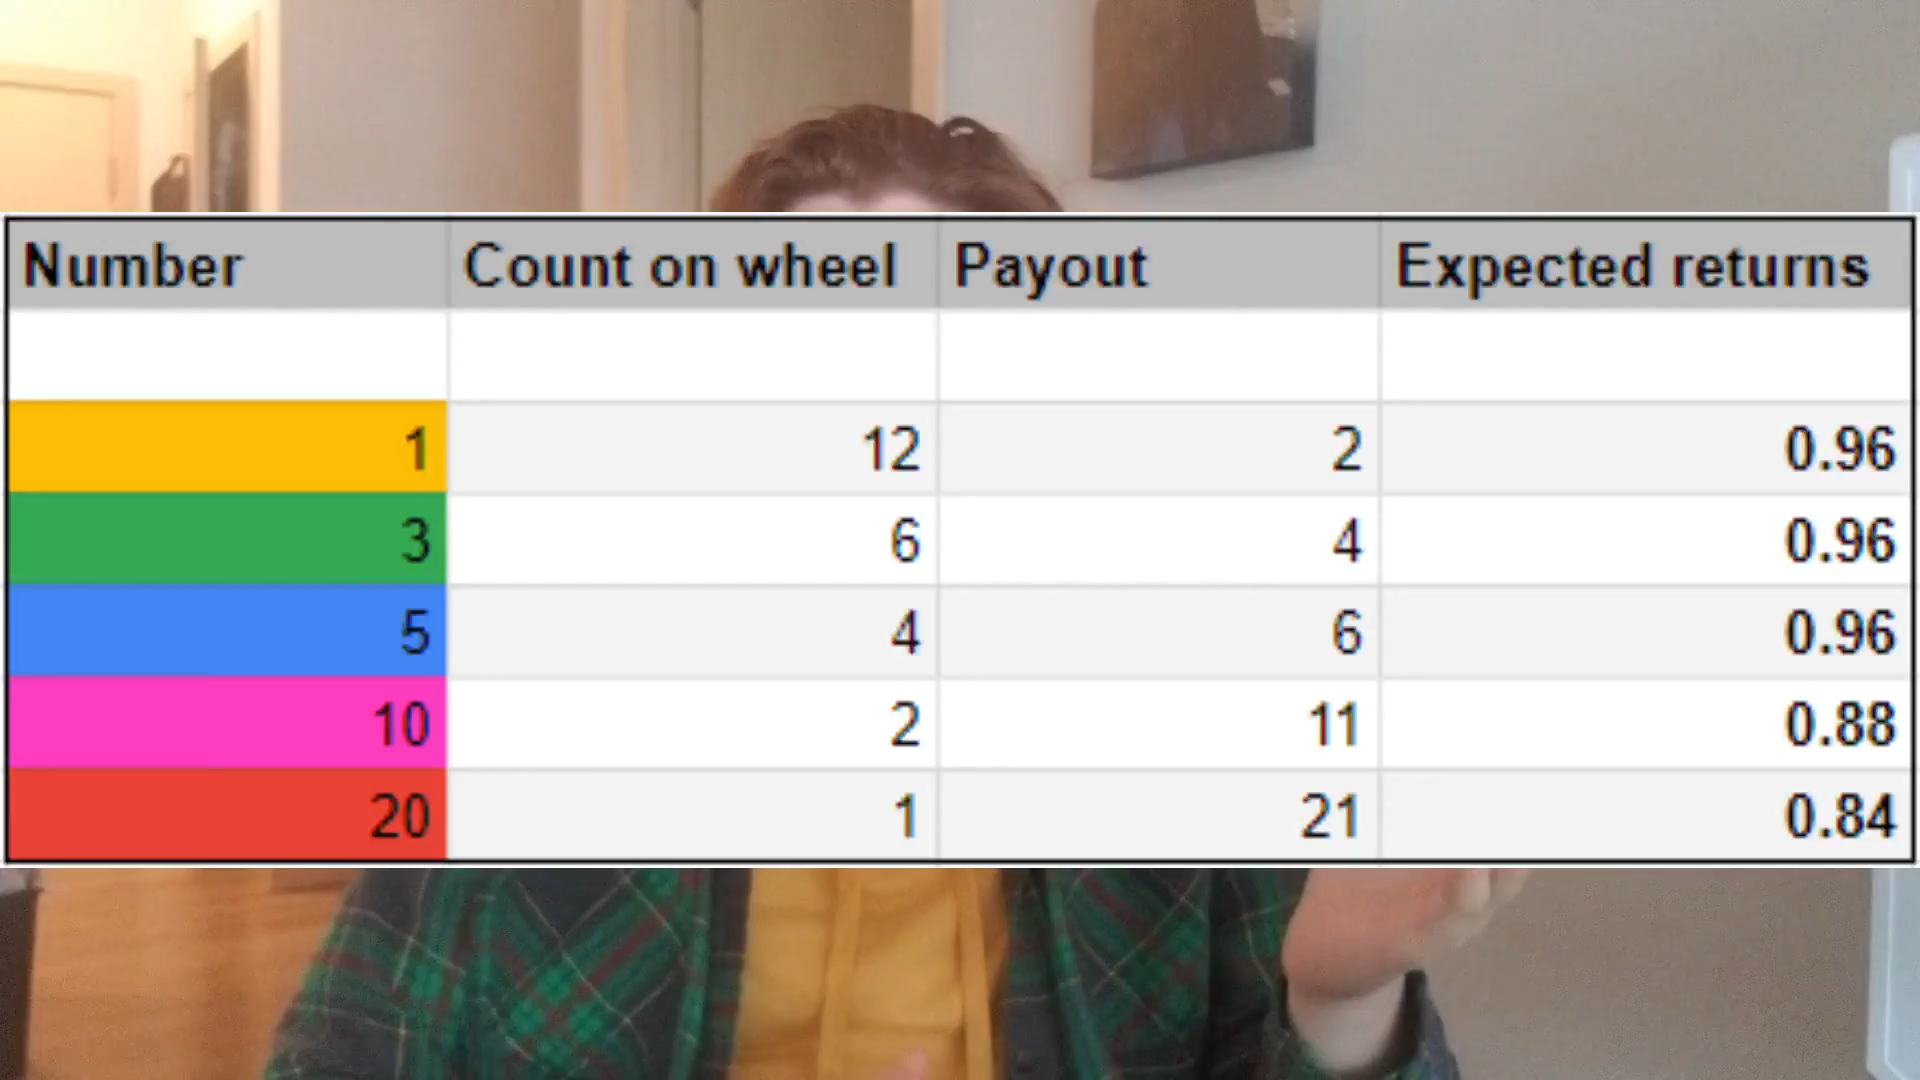 Number Count on wheel Payout Expected returns
1 12 2 0.96
3 6 4 0.96
5 4 6 0.96
10 2 11 0.88
20 1 21 0.84